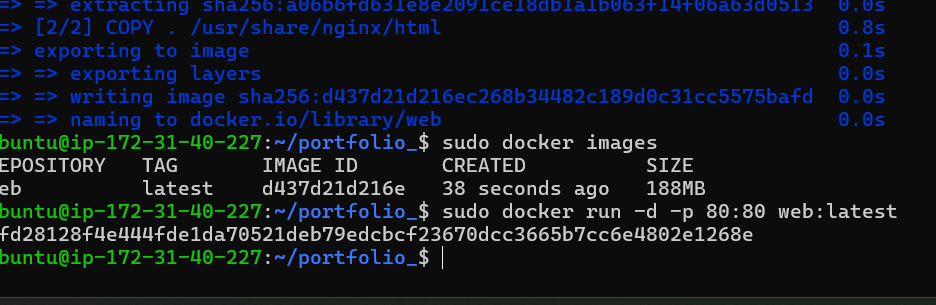 => => extracting sha256:a06b6fd631e8e2091ce18db1a1b063f14f06a63d0513 0.0s
=> [2/2] COPY . /usr/share/nginx/html 0.8s
=> exporting to image 0.1s
=> => exporting layers 0.0s
=> => writing image sha256:d437d21d216ec268b34482c189d0c31cc5575bafd 0.0s
=> => naming to docker.io/library/web 0.0s
buntu@ip-172-31-40-227:~/portfolio_$ sudo docker images
EPOSITORY TAG IMAGE ID CREATED SIZE
eb latest d437d21d216e 38 seconds ago 188MB
buntu@ip-172-31-40-227:~/portfolio_$ sudo docker run -d -p 80:80 web:latest
fd28128f4e444fde1da70521deb79edcbcf23670dcc3665b7cc6e4802e1268e
buntu@ip-172-31-40-227:~/portfolio_$